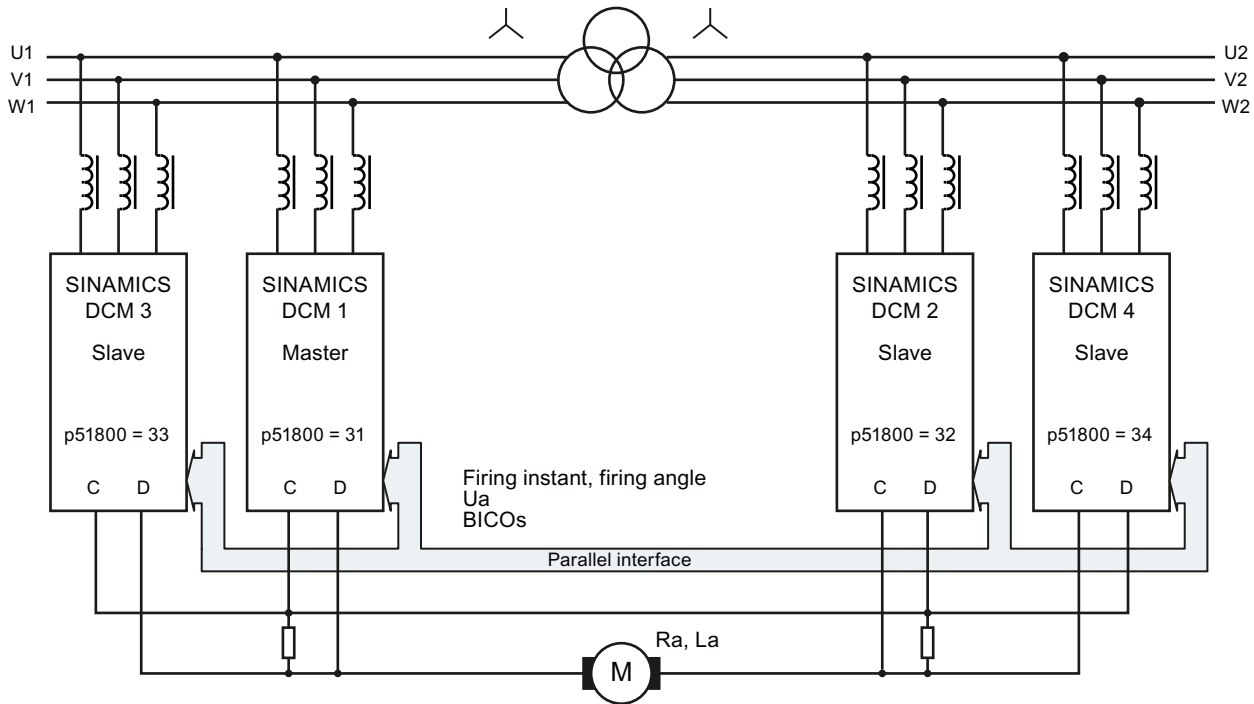 U1
V1
W1
U2
V2
W2
SINAMICS
DCM 3
Slave
p51800 = 33
C D
SINAMICS
DCM 1
Master
p51800 = 31
C D
SINAMICS
DCM 2
Slave
p51800 = 32
C D
SINAMICS
DCM 4
Slave
p51800 = 34
C D
Firing instant, firing angle
Ua
BICOs
Parallel interface
Ra, La
M